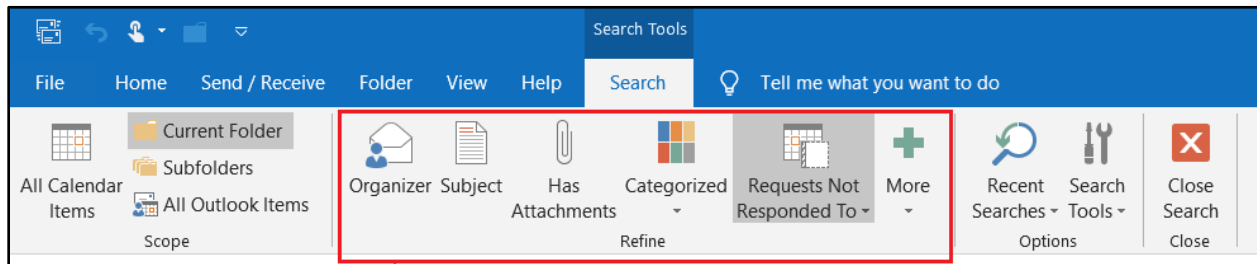 Search Tools
File Home Send / Receive Folder View Help Search Tell me what you want to do
All Calendar Items
Current Folder
Subfolders
All Outlook Items
Scope
Organizer
Subject
Has Attachments
Categorized
Requests Not Responded To
More
Refine
Recent Searches
Search Tools
Options
Close Search
Close